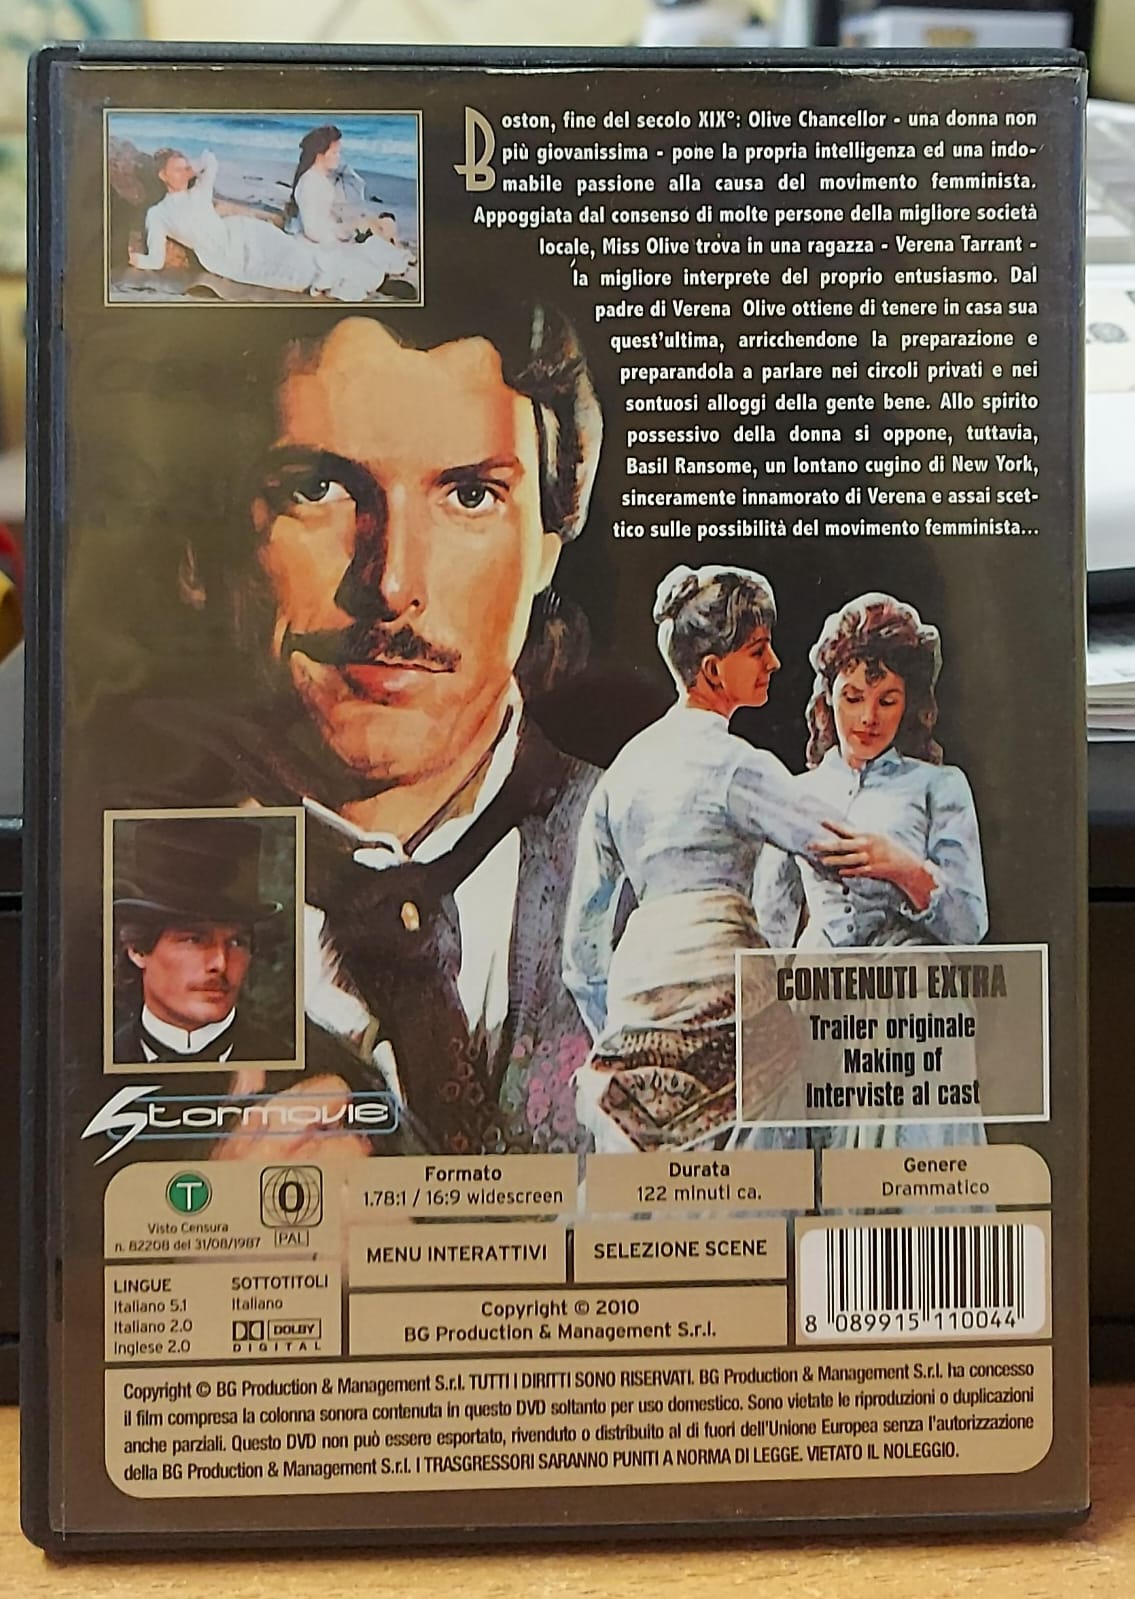 Boston, fine del secolo XIX°: Olive Chancellor - una donna non
più giovanissima - pone la propria intelligenza ed una indo-
mabile passione alla causa del movimento femminista.
Appoggiata dal consenso di molte persone della migliore società
locale, Miss Olive trova in una ragazza - Verena Tarrant -
la migliore interprete del proprio entusiasmo. Dal
padre di Verena Olive ottiene di tenere in casa sua
quest'ultima, arricchendone la preparazione e
preparandola a parlare nei circoli privati e nei
sontuosi alloggi della gente bene. Allo spirito
possessivo della donna si oppone, tuttavia,
Basil Ransome, un lontano cugino di New York,
sinceramente innamorato di Verena e assai scet-
tico sulle possibilità del movimento femminista...
CONTENUTI EXTRA
Trailer originale
Making of
Interviste al cast
Stormovie
T
Visto Censura
n. 82208 del 31/08/1987
0
PAL
Formato
1.78:1 / 16:9 widescreen
Durata
122 minuti ca.
Genere
Drammatico
MENU INTERATTIVI
SELEZIONE SCENE
LINGUE
Italiano 5.1
Italiano 2.0
Inglese 2.0
SOTTOTITOLI
Italiano
DOLBY
DIGITAL
Copyright © 2010
BG Production & Management S.r.l.
8 089915 110044
Copyright © BG Production & Management S.r.l. TUTTI I DIRITTI SONO RISERVATI. BG Production & Management S.r.l. ha concesso
il film compresa la colonna sonora contenuta in questo DVD soltanto per uso domestico. Sono vietate le riproduzioni o duplicazioni
anche parziali. Questo DVD non può essere esportato, rivenduto o distribuito al di fuori dell'Unione Europea senza l'autorizzazione
della BG Production & Management S.r.l. I TRASGRESSORI SARANNO PUNITI A NORMA DI LEGGE. VIETATO IL NOLEGGIO.